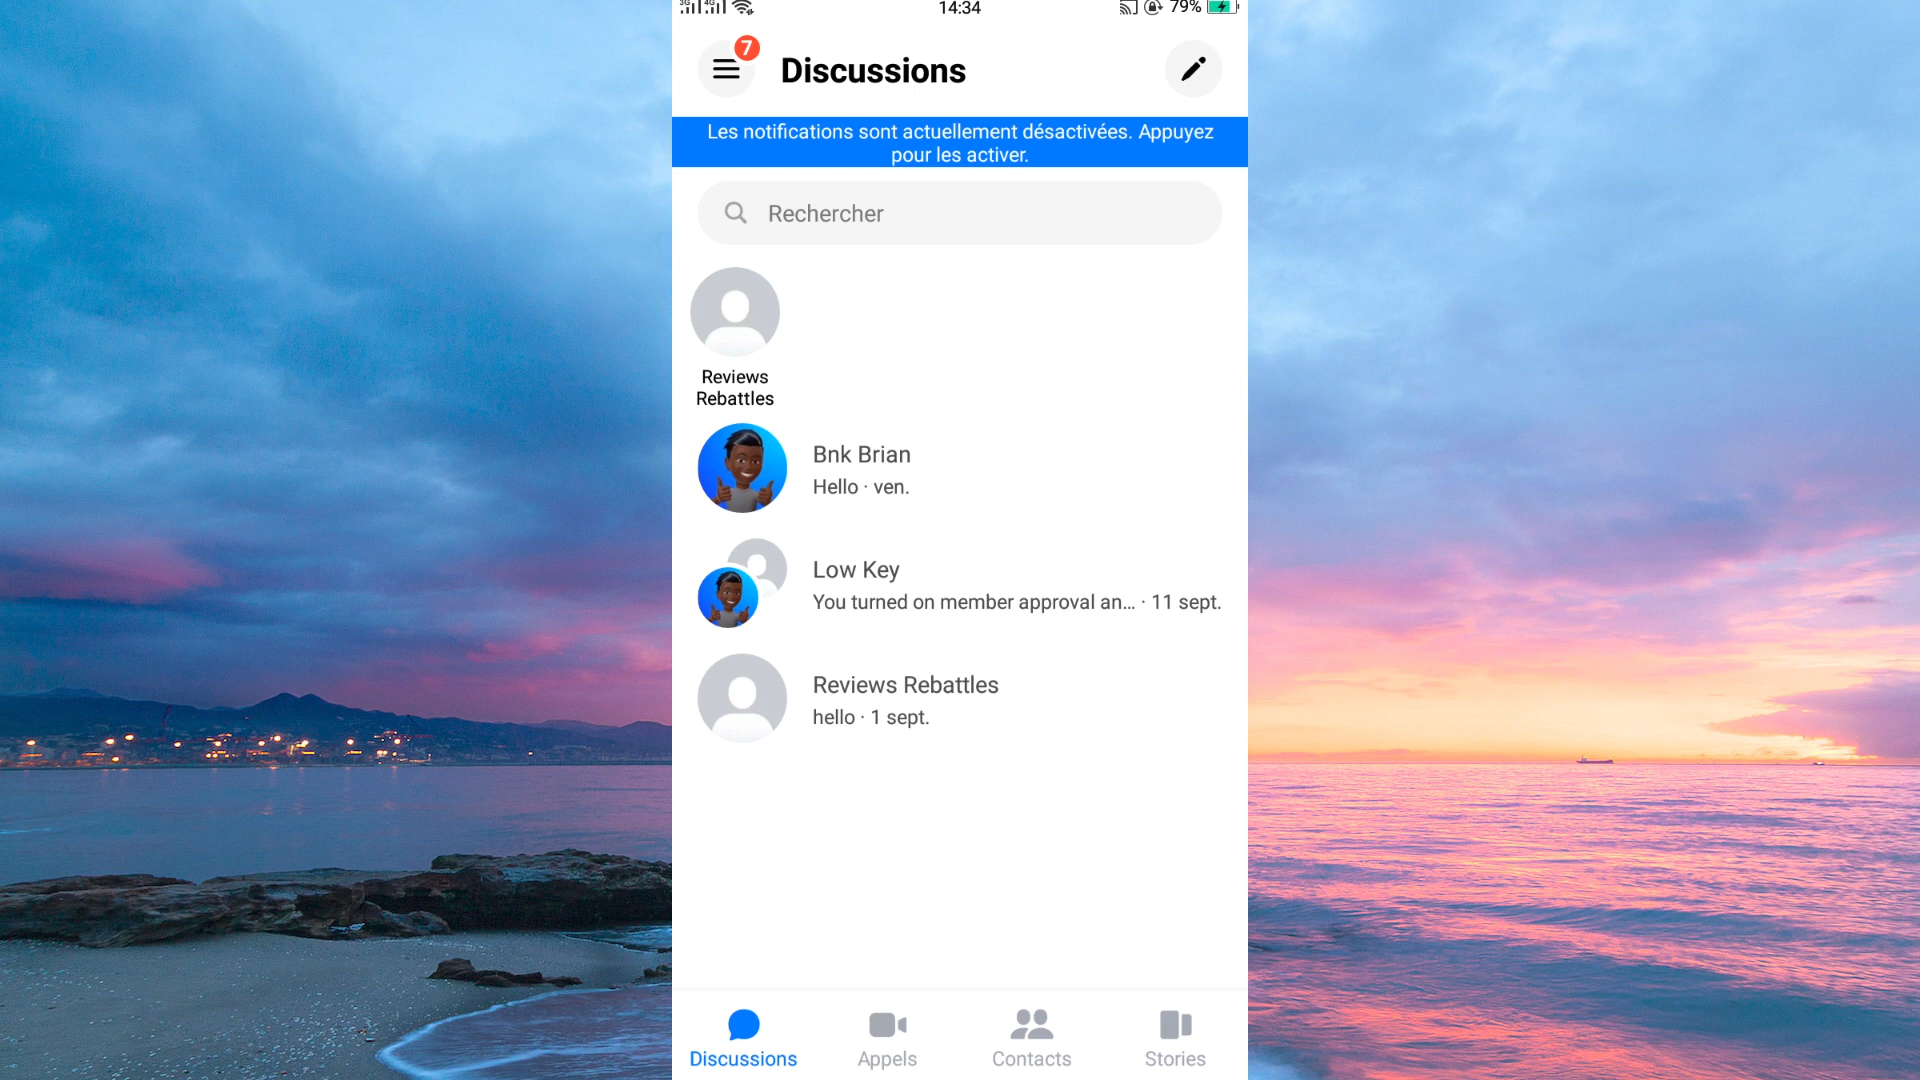 3G 4G 14:34 79%
7
Discussions
Les notifications sont actuellement désactivées. Appuyez
pour les activer.
Rechercher
Reviews
Rebattles
Bnk Brian
Hello · ven.
Low Key
You turned on member approval an... · 11 sept.
Reviews Rebattles
hello · 1 sept.
Discussions Appels Contacts Stories